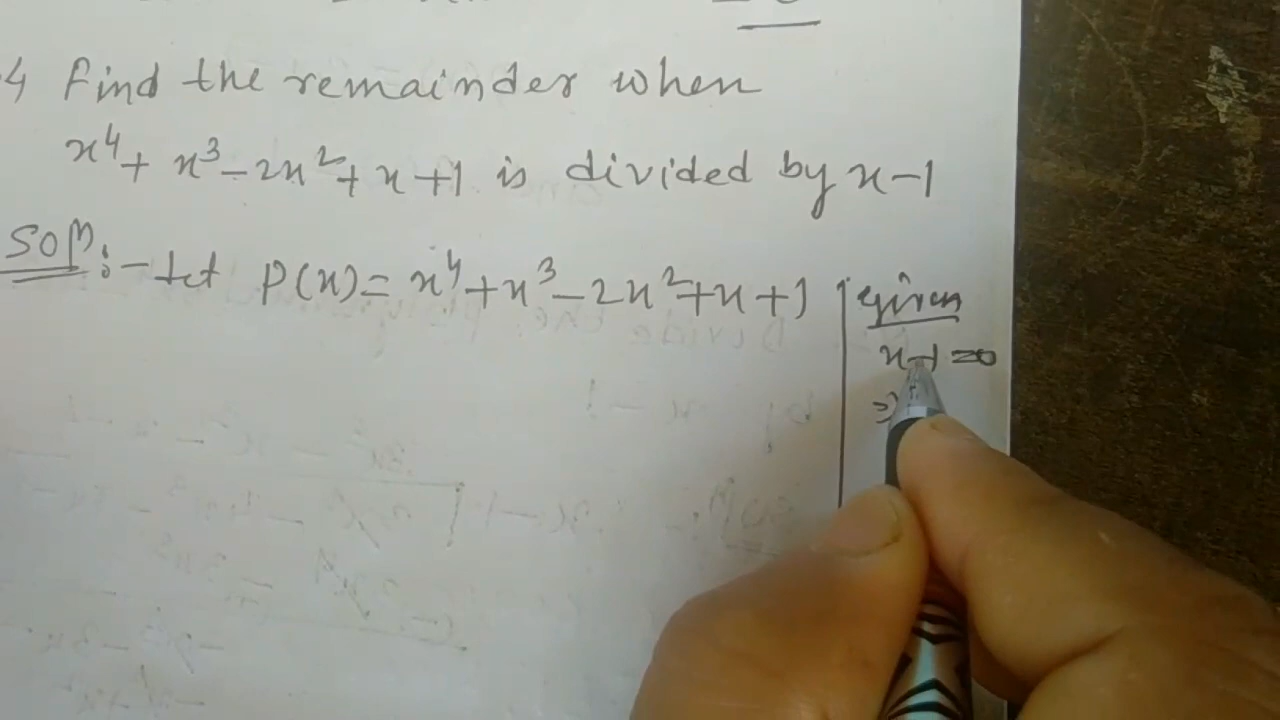 4 Find the remainder when
x⁴ + x³ - 2x² + x + 1 is divided by x - 1
Soln:- Let P(x) = x⁴ + x³ - 2x² + x + 1
given
x - 1 = 0
⇒